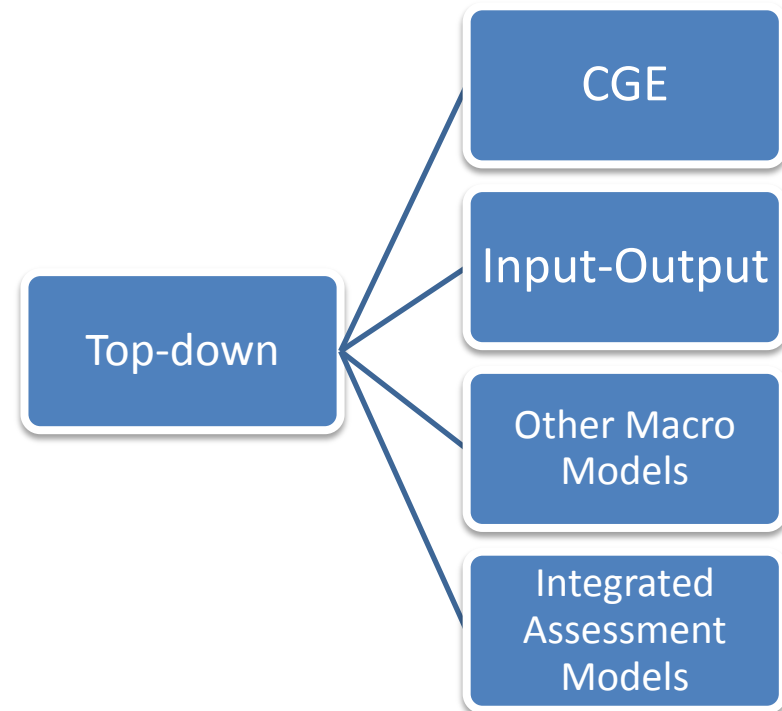 CGE
Input-Output
Top-down
Other Macro
Models
Integrated
Assessment
Models